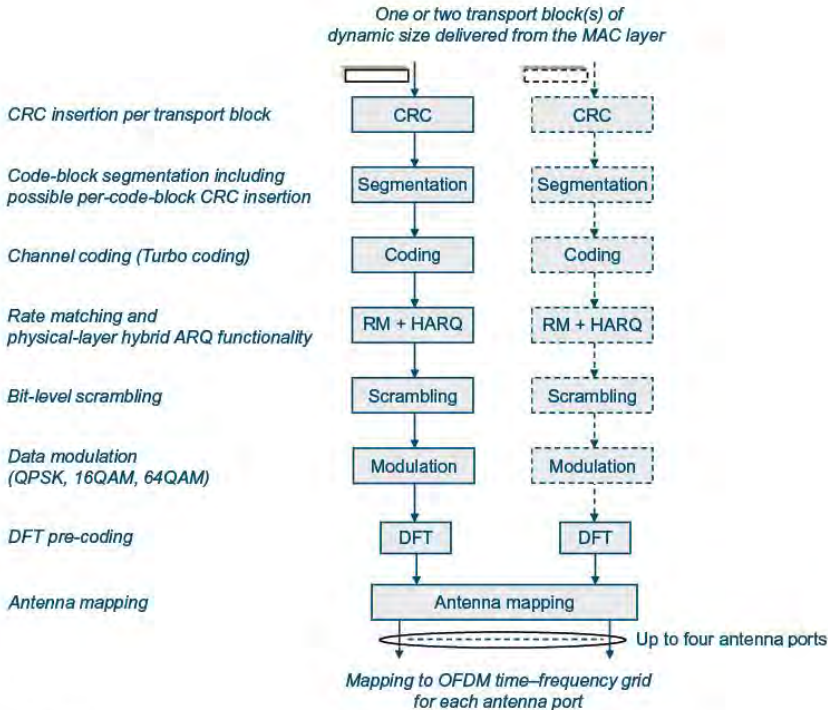 One or two transport block(s) of
dynamic size delivered from the MAC layer
CRC insertion per transport block
CRC
CRC
Code-block segmentation including
possible per-code-block CRC insertion
Segmentation
Segmentation
Channel coding (Turbo coding)
Coding
Coding
Rate matching and
physical-layer hybrid ARQ functionality
RM + HARQ
RM + HARQ
Bit-level scrambling
Scrambling
Scrambling
Data modulation
(QPSK, 16QAM, 64QAM)
Modulation
Modulation
DFT pre-coding
DFT
DFT
Antenna mapping
Antenna mapping
Up to four antenna ports
Mapping to OFDM time–frequency grid
for each antenna port